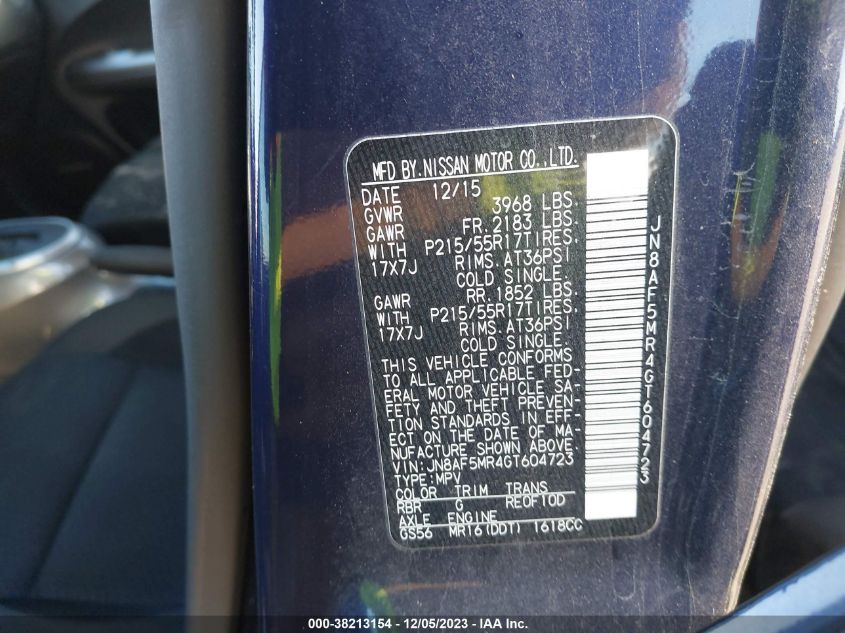 MFD BY.NISSAN MOTOR CO.,LTD.
DATE 12/15
GVWR 3968 LBS.
GAWR FR.2183 LBS.
WITH P215/55R17TIRES.
17X7J RIMS.AT36PSI
COLD SINGLE.
GAWR RR.1852 LBS.
WITH P215/55R17TIRES.
17X7J RIMS.AT36PSI
COLD SINGLE.
THIS VEHICLE CONFORMS
TO ALL APPLICABLE FED-
ERAL MOTOR VEHICLE SA-
FETY AND THEFT PREVEN-
TION STANDARDS IN EFF-
ECT ON THE DATE OF MA-
NUFACTURE SHOWN ABOVE.
VIN:JN8AF5MR4GT604723
TYPE:MPV
COLOR TRIM TRANS
RBR G RE0F10D
AXLE ENGINE
GS56 MR16(DDT) 1618CC
JN8AF5MR4GT604723
000-38213154 - 12/05/2023 - IAA Inc.